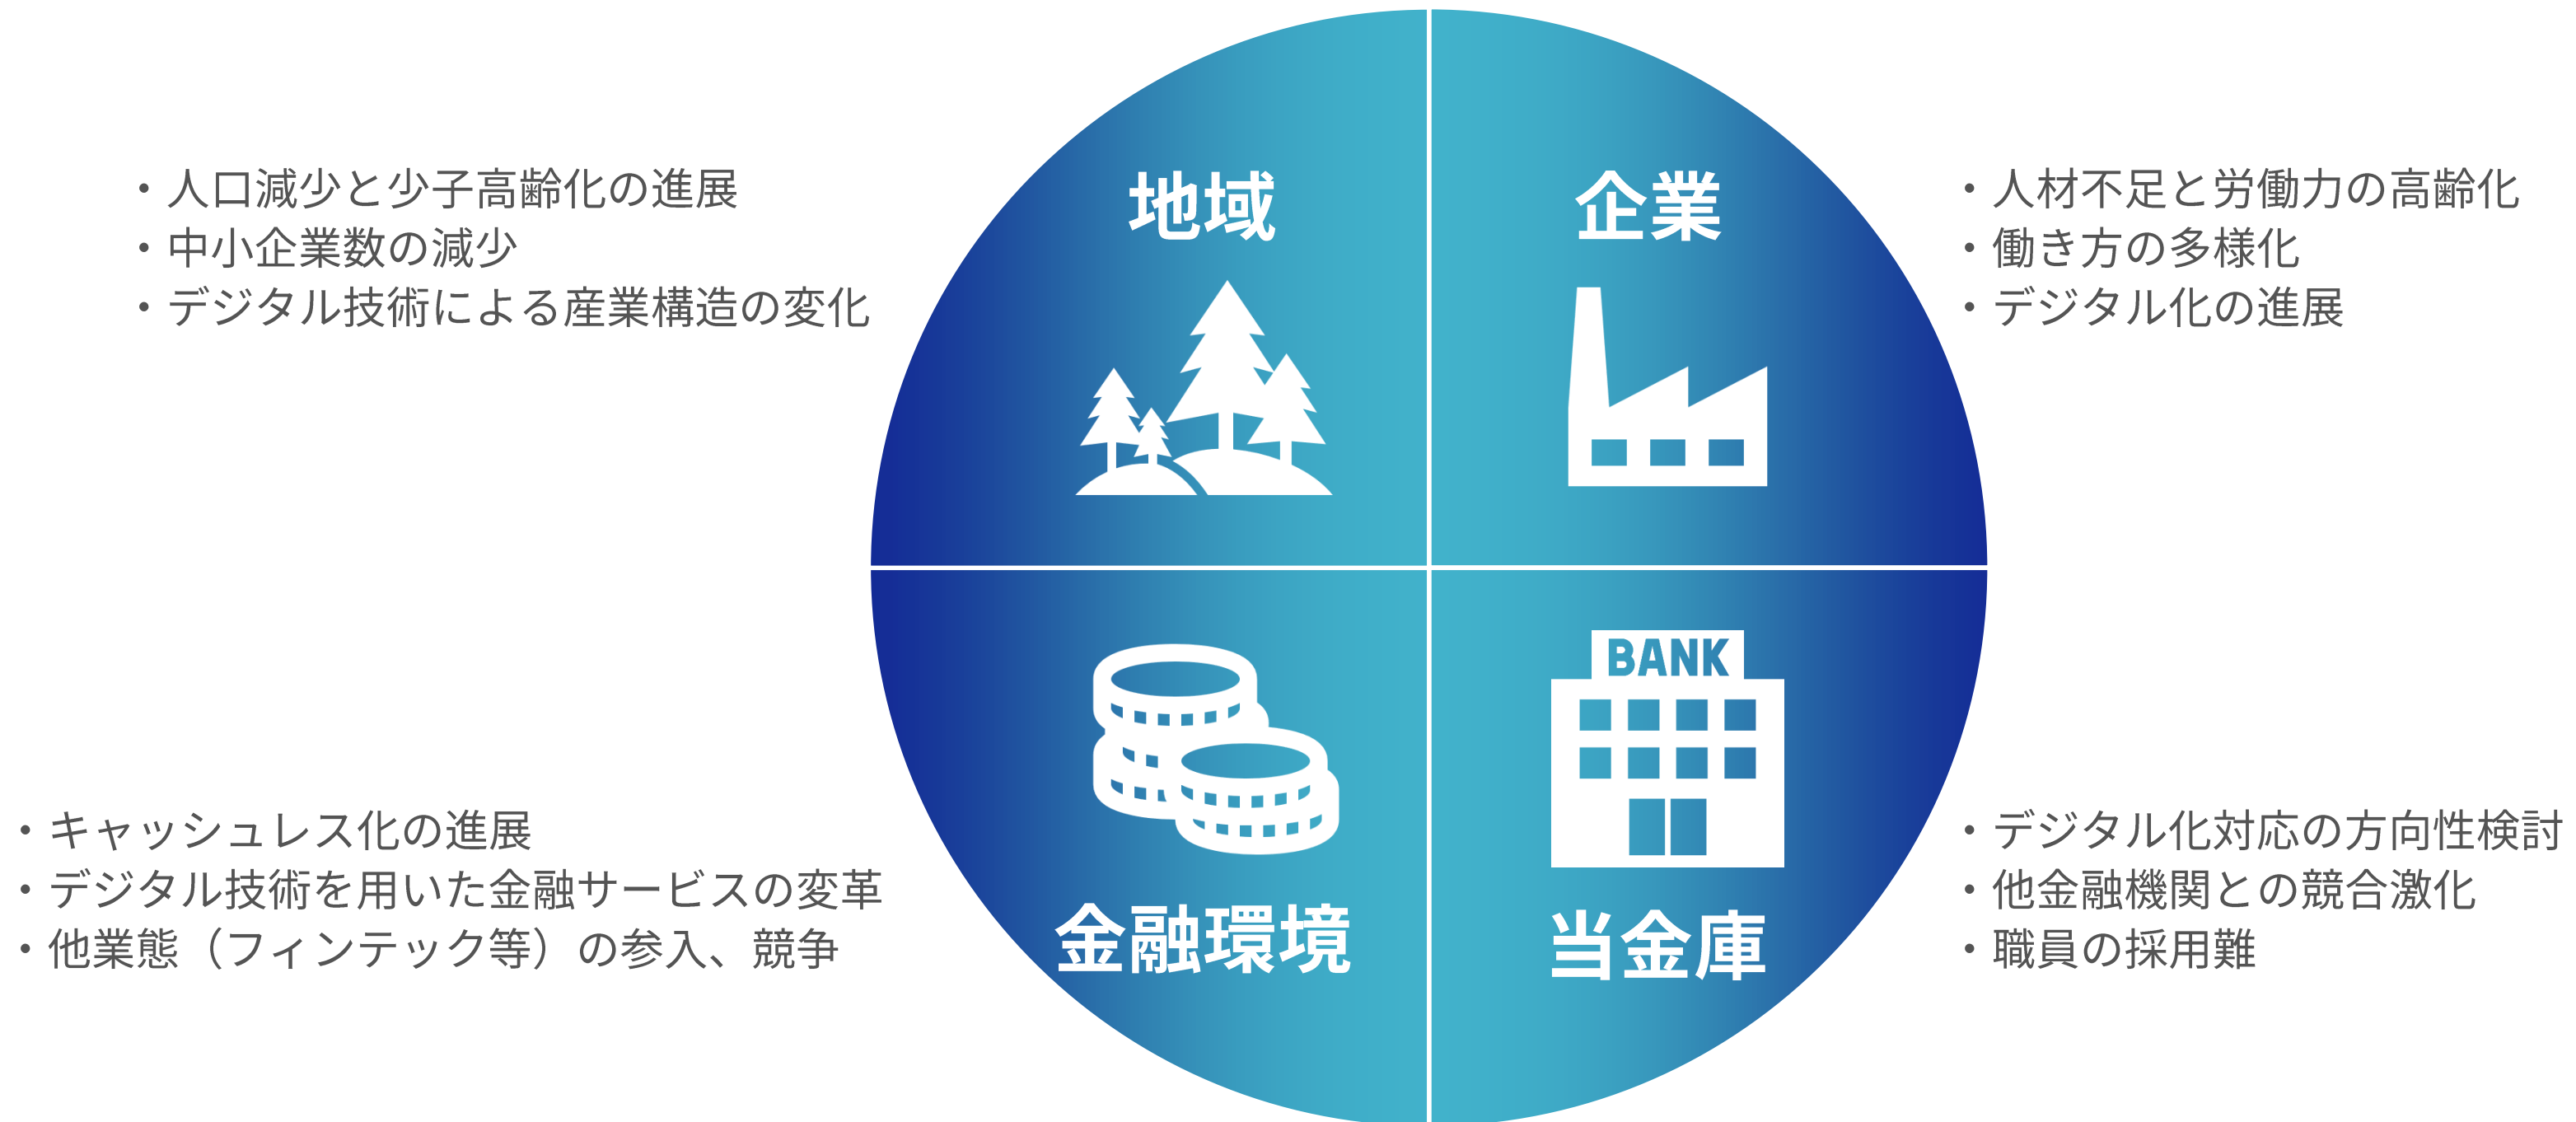 地域
・人口減少と少子高齢化の進展
・中小企業数の減少
・デジタル技術による産業構造の変化
企業
・人材不足と労働力の高齢化
・働き方の多様化
・デジタル化の進展
金融環境
・キャッシュレス化の進展
・デジタル技術を用いた金融サービスの変革
・他業態（フィンテック等）の参入、競争
BANK
当金庫
・デジタル化対応の方向性検討
・他金融機関との競合激化
・職員の採用難